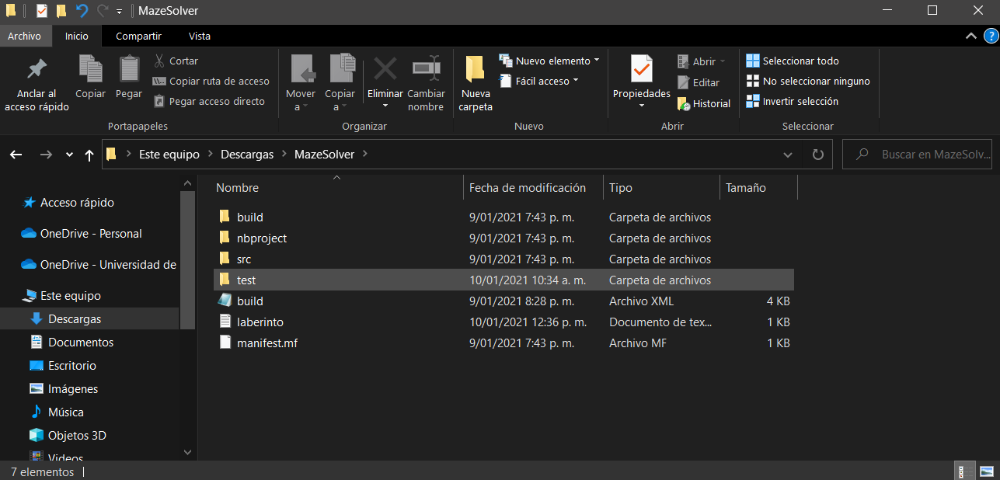 MazeSolver
Archivo Inicio Compartir Vista
Anclar al acceso rápido
Copiar
Pegar
Cortar
Copiar ruta de acceso
Pegar acceso directo
Portapapeles
Mover a
Copiar a
Eliminar
Cambiar nombre
Organizar
Nueva carpeta
Nuevo elemento
Fácil acceso
Nuevo
Propiedades
Abrir
Editar
Historial
Abrir
Seleccionar todo
No seleccionar ninguno
Invertir selección
Seleccionar
Este equipo > Descargas > MazeSolver >
Buscar en MazeSolv...
Acceso rápido
OneDrive - Personal
OneDrive - Universidad de
Este equipo
Descargas
Documentos
Escritorio
Imágenes
Música
Objetos 3D
Videos
Nombre Fecha de modificación Tipo Tamaño
build 9/01/2021 7:43 p. m. Carpeta de archivos
nbproject 9/01/2021 7:43 p. m. Carpeta de archivos
src 9/01/2021 7:43 p. m. Carpeta de archivos
test 10/01/2021 10:34 a. m. Carpeta de archivos
build 9/01/2021 8:28 p. m. Archivo XML 4 KB
laberinto 10/01/2021 12:36 p. m. Documento de tex... 1 KB
manifest.mf 9/01/2021 7:43 p. m. Archivo MF 1 KB
7 elementos